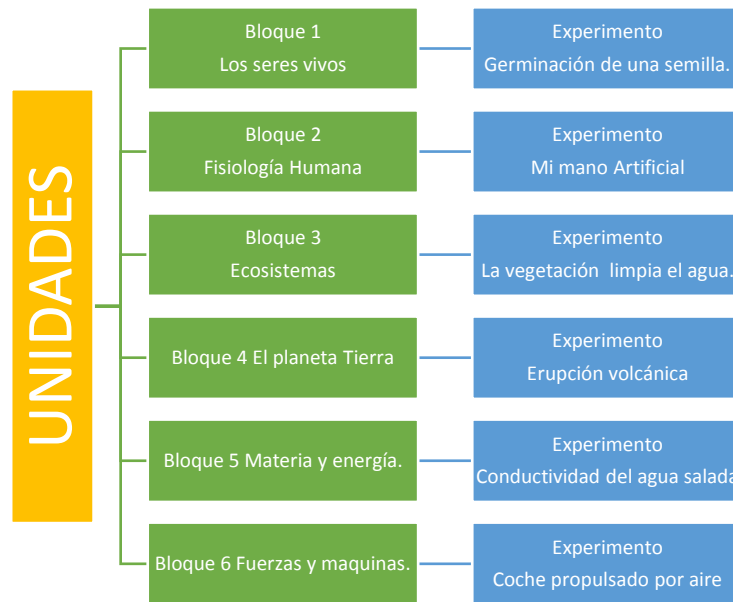 UNIDADES
Bloque 1
Los seres vivos
Experimento
Germinación de una semilla.
Bloque 2
Fisiología Humana
Experimento
Mi mano Artificial
Bloque 3
Ecosistemas
Experimento
La vegetación  limpia el agua.
Bloque 4 El planeta Tierra
Experimento
Erupción volcánica
Bloque 5 Materia y energía.
Experimento
Conductividad del agua salada
Bloque 6 Fuerzas y maquinas.
Experimento
Coche propulsado por aire